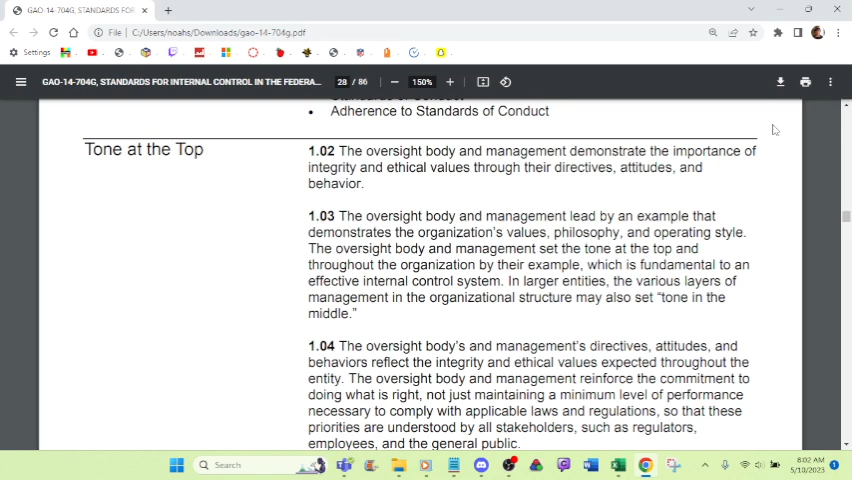 GAO-14-704G, STANDARDS FOR INT
File
C:/Users/noahs/Downloads/gao-14-704g.pdf
Settings
GAO-14-704G, STANDARDS FOR INTERNAL CONTROL IN THE FEDERA...
28 / 86
150%
Standards of Conduct
• Adherence to Standards of Conduct
Tone at the Top
1.02 The oversight body and management demonstrate the importance of
integrity and ethical values through their directives, attitudes, and
behavior.
1.03 The oversight body and management lead by an example that
demonstrates the organization's values, philosophy, and operating style.
The oversight body and management set the tone at the top and
throughout the organization by their example, which is fundamental to an
effective internal control system. In larger entities, the various layers of
management in the organizational structure may also set “tone in the
middle.”
1.04 The oversight body's and management's directives, attitudes, and
behaviors reflect the integrity and ethical values expected throughout the
entity. The oversight body and management reinforce the commitment to
doing what is right, not just maintaining a minimum level of performance
necessary to comply with applicable laws and regulations, so that these
priorities are understood by all stakeholders, such as regulators,
employees, and the general public.
Search
8:02 AM
5/10/2023